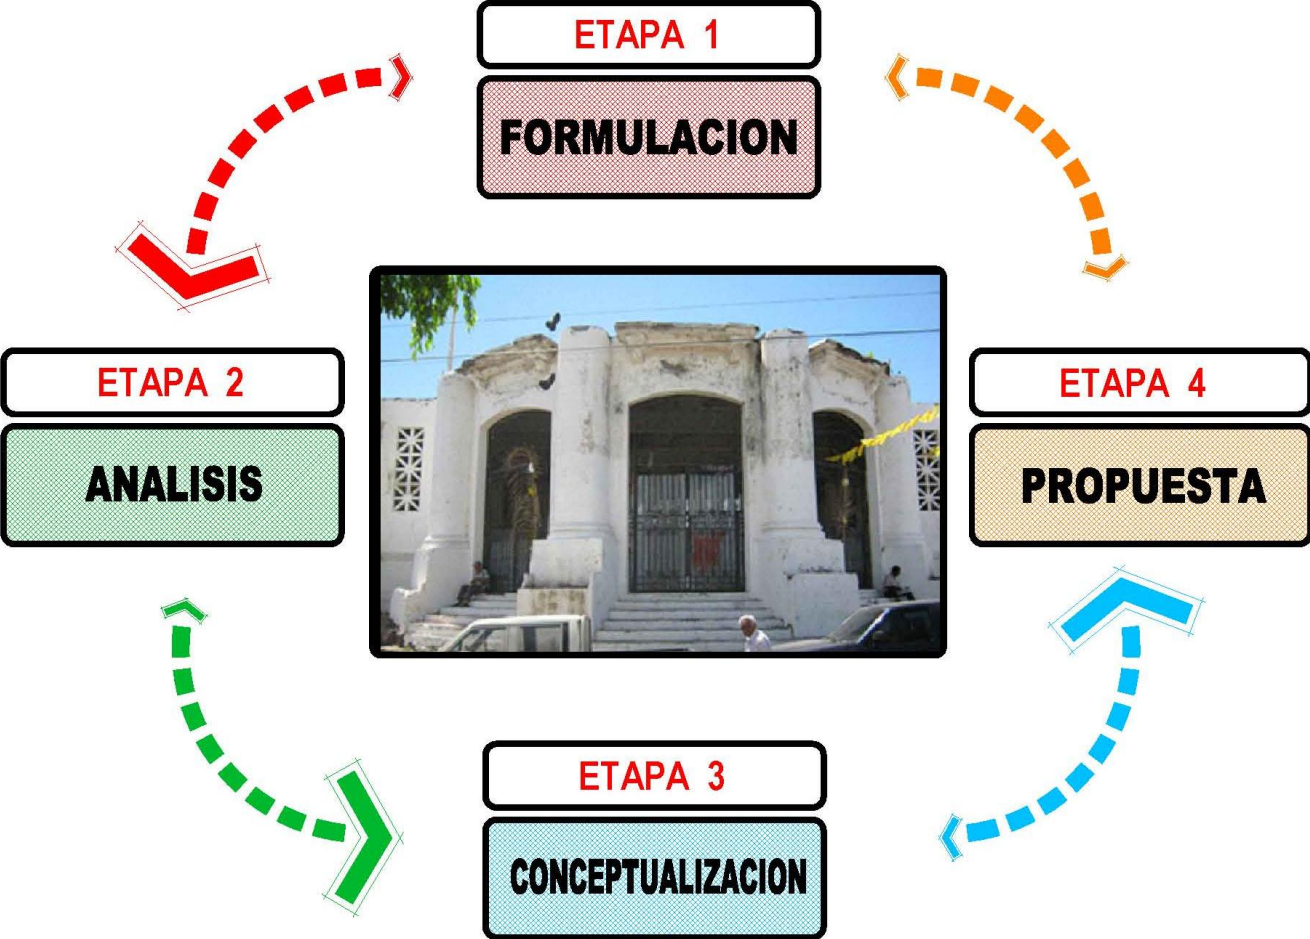 ETAPA 1
FORMULACION
ETAPA 2
ANALISIS
ETAPA 3
CONCEPTUALIZACION
ETAPA 4
PROPUESTA